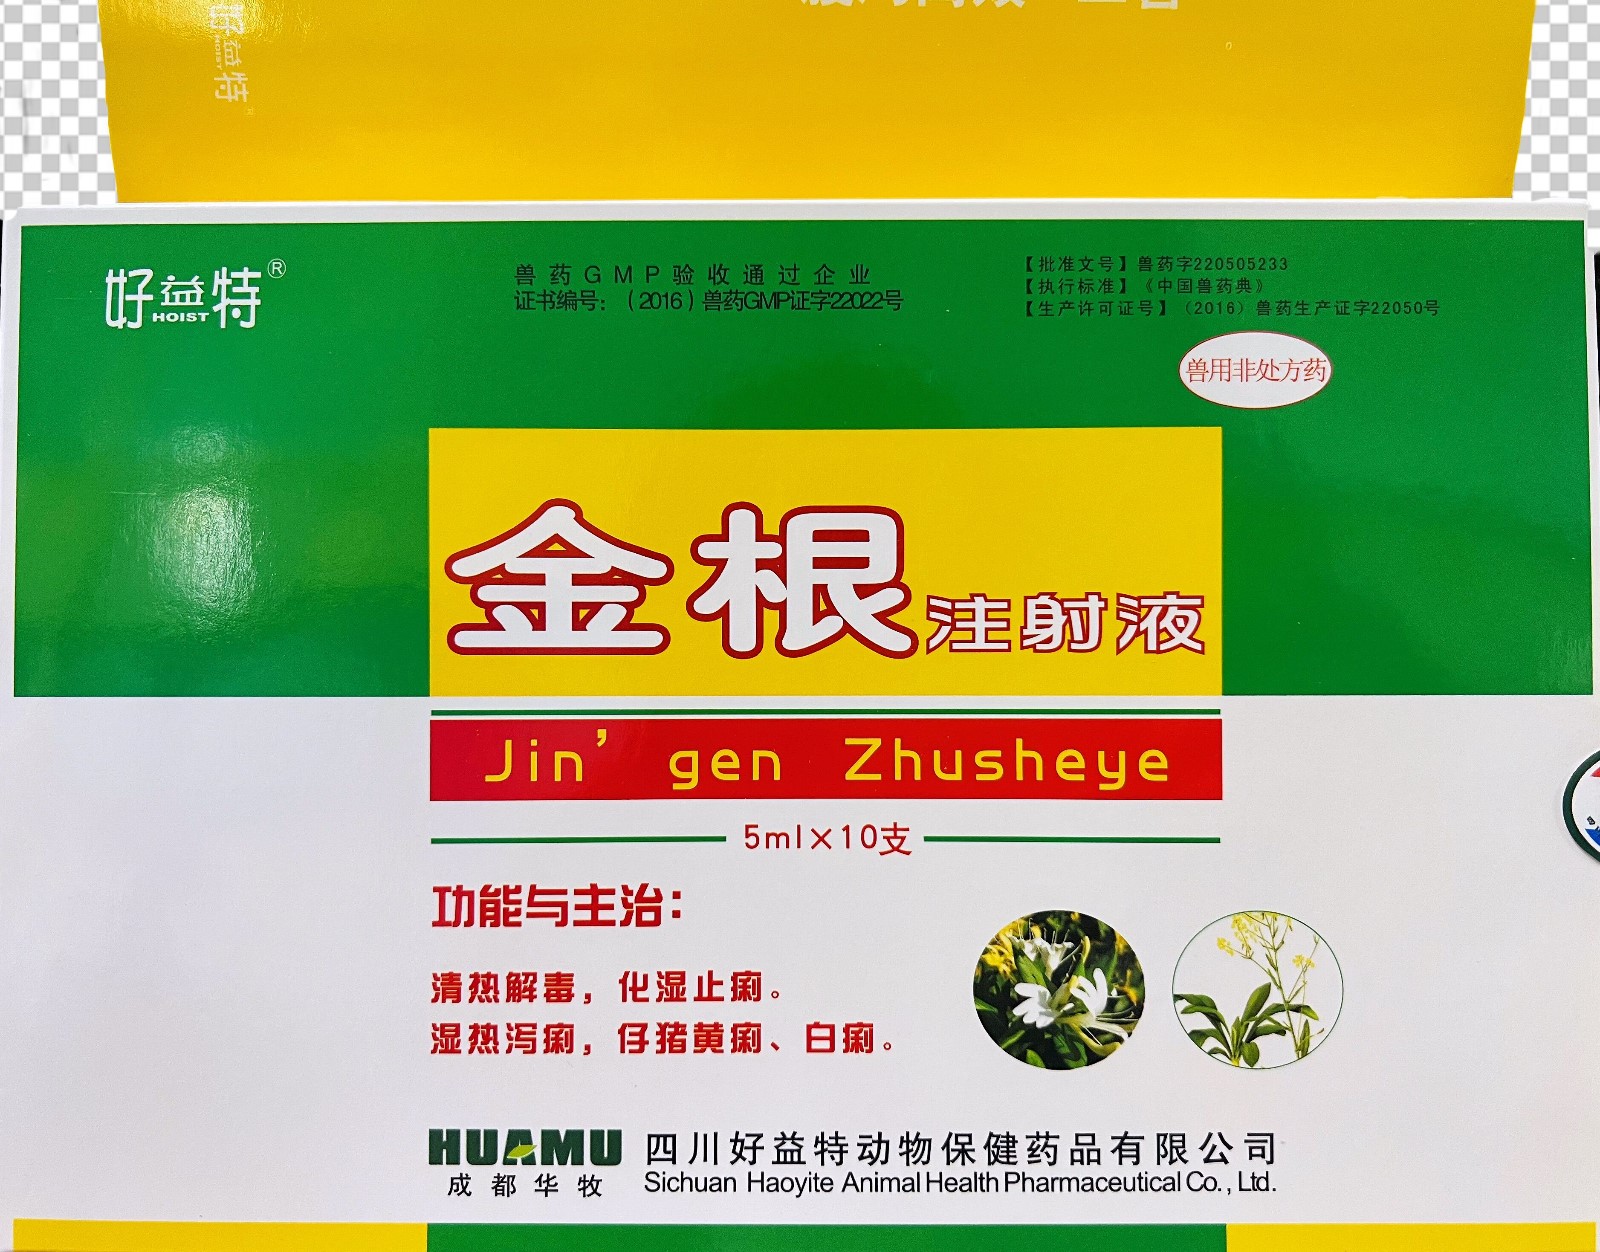 好益特
HOIST
好益特®
HOIST
兽药GMP验收通过企业
证书编号：（2016）兽药GMP证字22022号
【批准文号】兽药字220505233
【执行标准】《中国兽药典》
【生产许可证号】（2016）兽药生产证字22050号
兽用非处方药
金根注射液
Jin’ gen Zhusheye
5ml×10支
功能与主治：
清热解毒，化湿止痢。
湿热泻痢，仔猪黄痢、白痢。
HUAMU
成都华牧
四川好益特动物保健药品有限公司
Sichuan Haoyite Animal Health Pharmaceutical Co., Ltd.